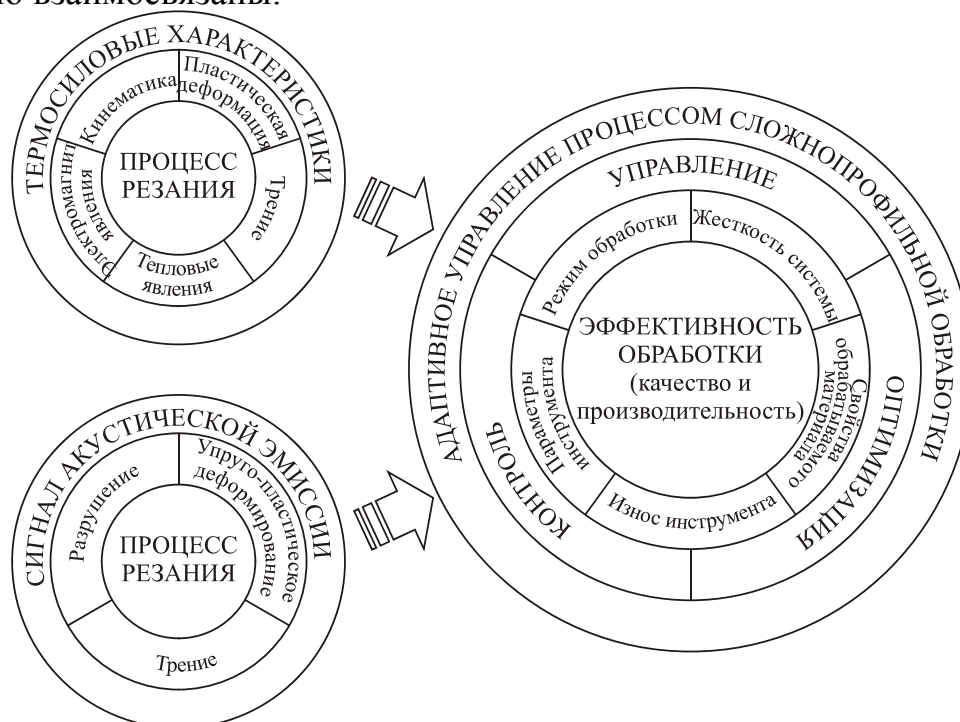 взаимосвязаны.
ТЕРМОСИЛОВЫЕ ХАРАКТЕРИСТИКИ
Кинематика
Пластическая
деформация
Электромагнит
явления
Трение
Тепловые
явления
ПРОЦЕСС
РЕЗАНИЯ
СИГНАЛ АКУСТИЧЕСКОЙ ЭМИССИИ
Разрушение
Упруго-пластическое
деформирование
Трение
ПРОЦЕСС
РЕЗАНИЯ
АДАПТИВНОЕ УПРАВЛЕНИЕ ПРОЦЕССОМ СЛОЖНОПРОФИЛЬНОЙ ОБРАБОТКИ
УПРАВЛЕНИЕ
КОНТРОЛЬ
ОПТИМИЗАЦИЯ
Режим обработки
Жесткость системы
Параметры
инструмента
Свойства
обрабатываемого
материала
Износ инструмента
ЭФФЕКТИВНОСТЬ
ОБРАБОТКИ
(качество и
производительность)